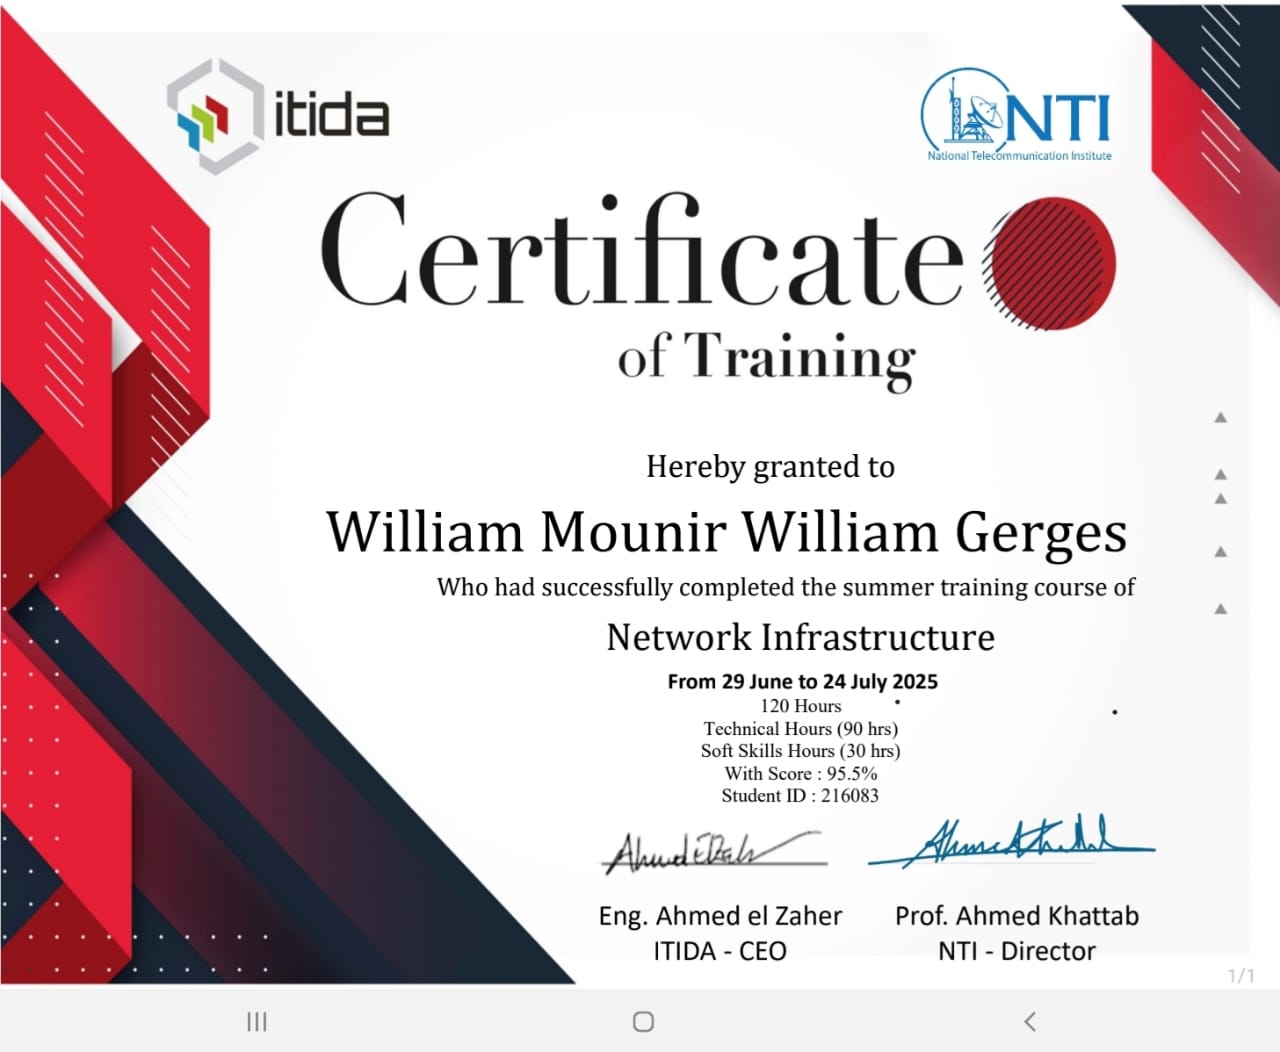 itida
NTI
National Telecommunication Institute
Certificate
of Training
Hereby granted to
William Mounir William Gerges
Who had successfully completed the summer training course of
Network Infrastructure
From 29 June to 24 July 2025
120 Hours
Technical Hours (90 hrs)
Soft Skills Hours (30 hrs)
With Score : 95.5%
Student ID : 216083
Eng. Ahmed el Zaher
ITIDA - CEO
Prof. Ahmed Khattab
NTI - Director
1/1